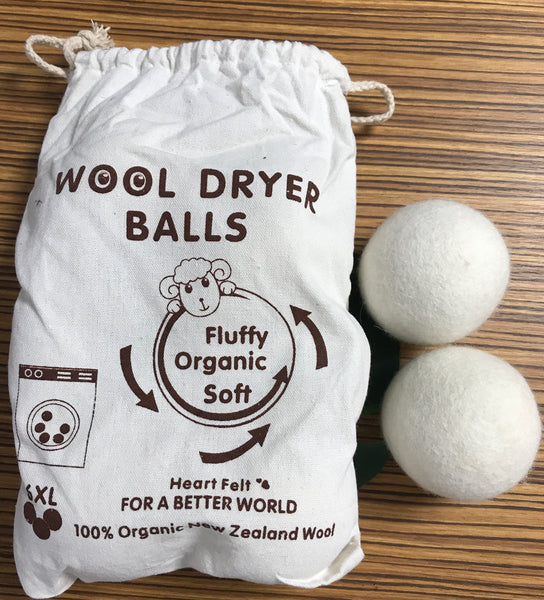 WOOL DRYER
BALLS
Fluffy
Organic
Soft
Heart Felt
FOR A BETTER WORLD
6XL
100% Organic New Zealand Wool